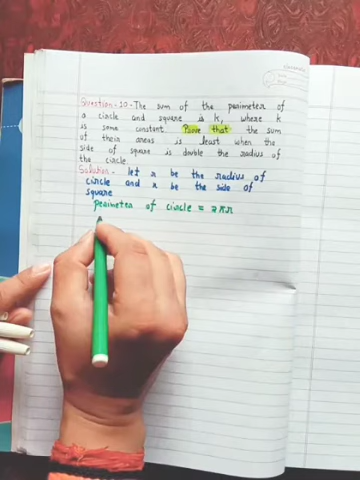 Question-10- The sum of the perimeter of
a circle and square is k, where k
is some constant. Prove that the sum
of their areas is least when the
side of square is double the radius of
the circle
Solution- let r be the radius of
circle and x be the side of
square
perimeter of circle = 2πr